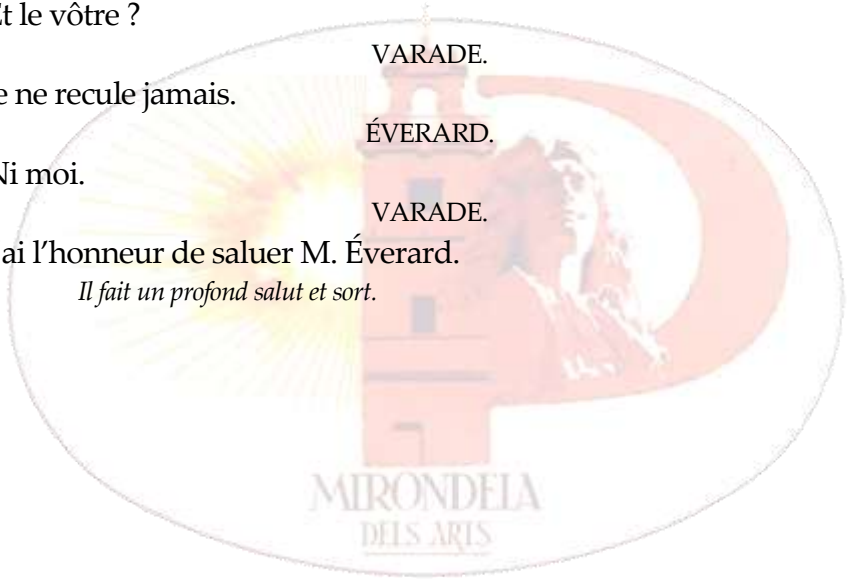 Et le vôtre ?
VARADE.
e ne recule jamais.
ÉVERARD.
Ni moi.
VARADE.
ai l’honneur de saluer M. Éverard.
Il fait un profond salut et sort.
MIRONDELA
DELS ARTS